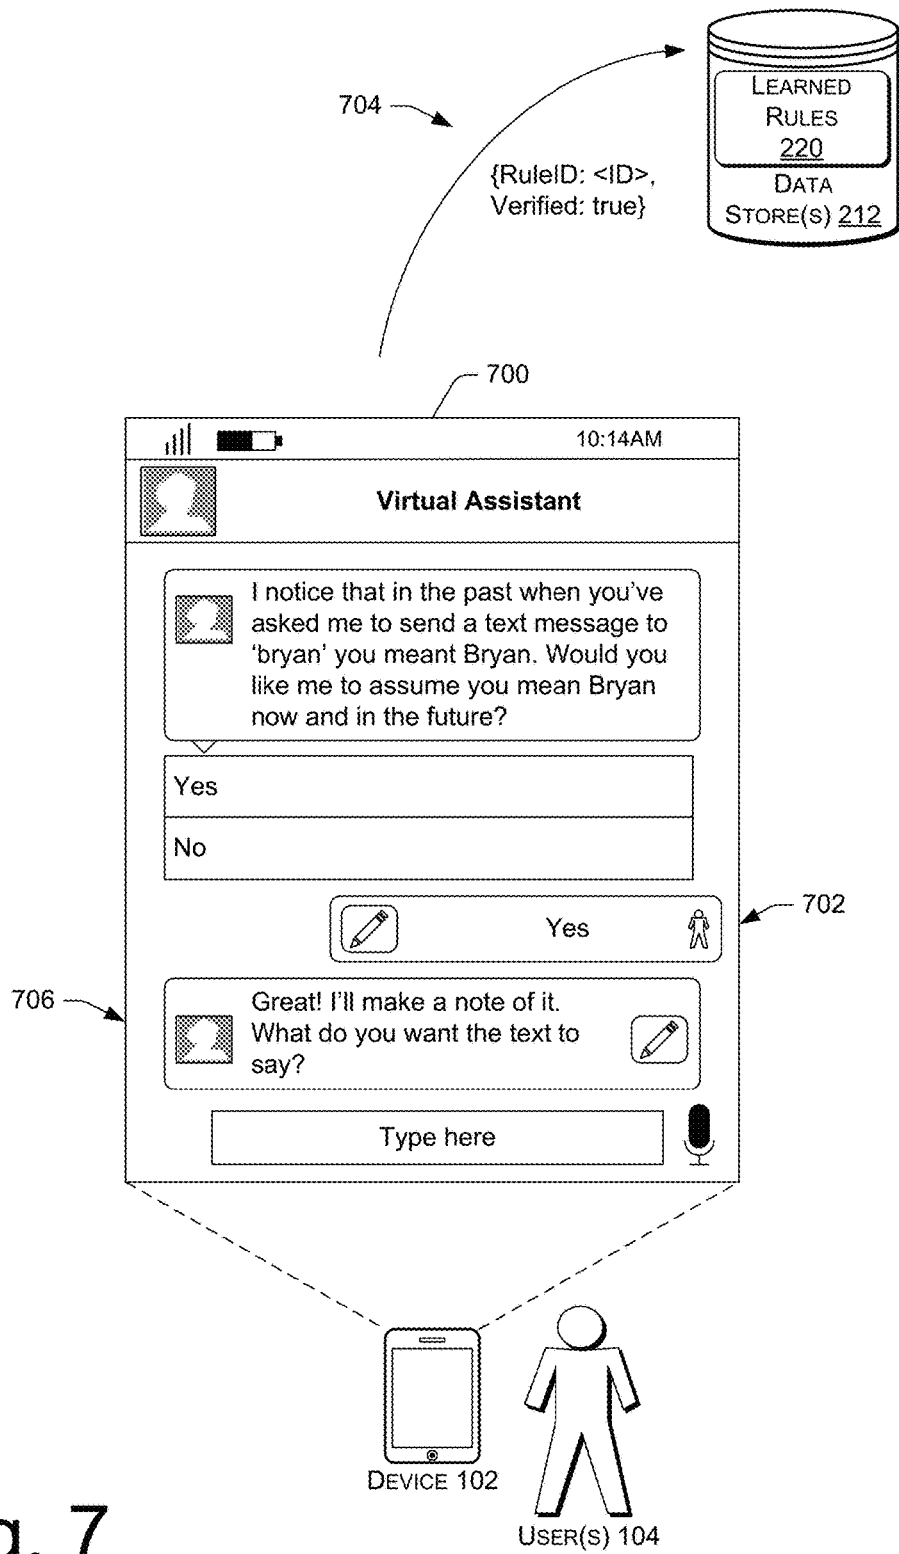 LEARNED
RULES
220
DATA
STORE(S) 212
704
{RuleID: <ID>,
Verified: true}
700
10:14AM
Virtual Assistant
I notice that in the past when you've
asked me to send a text message to
'bryan' you meant Bryan. Would you
like me to assume you mean Bryan
now and in the future?
Yes
No
702
Yes
706
Great! I'll make a note of it.
What do you want the text to
say?
Type here
DEVICE 102
USER(S) 104
g. 7